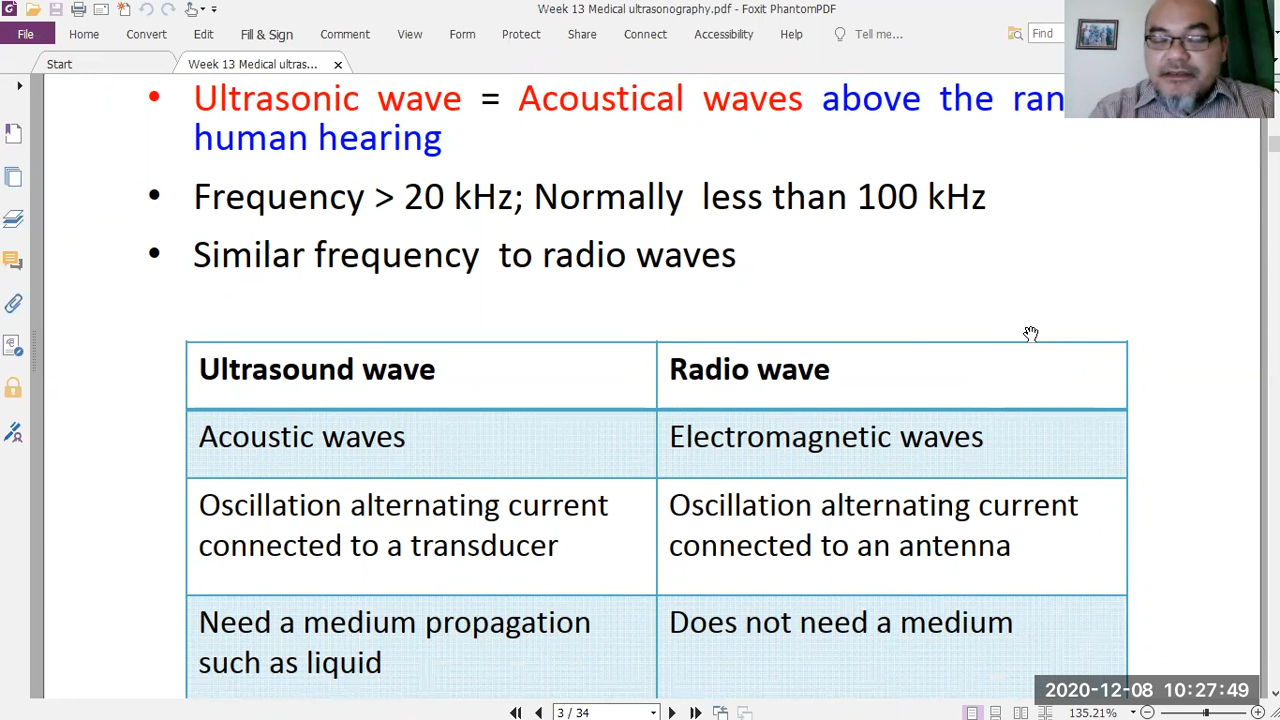 Week 13 Medical ultrasonography.pdf - Foxit PhantomPDF
File Home Convert Edit Fill & Sign Comment View Form Protect Share Connect Accessibility Help Tell me... Find
Start Week 13 Medical ultras... ×
• Ultrasonic wave = Acoustical waves above the ran
human hearing
• Frequency > 20 kHz; Normally less than 100 kHz
• Similar frequency to radio waves
Ultrasound wave Radio wave
Acoustic waves Electromagnetic waves
Oscillation alternating current Oscillation alternating current
connected to a transducer connected to an antenna
Need a medium propagation Does not need a medium
such as liquid
2020-12-08 10:27:49
3 / 34 135.21%